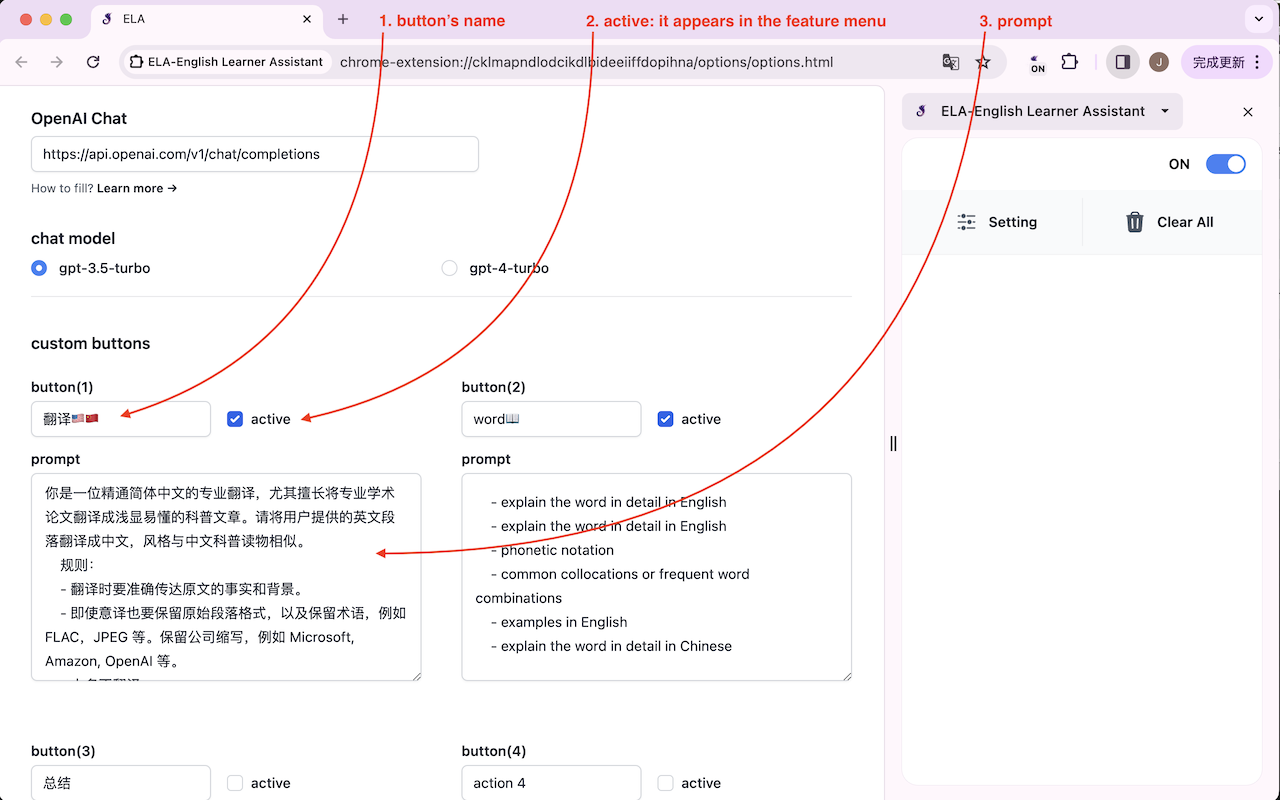 ELA
1. button's name
2. active: it appears in the feature menu
3. prompt
ELA-English Learner Assistant
chrome-extension://cklmapndlodcikdlbideeiiffdopihna/options/options.html
ON
J
完成更新
OpenAI Chat
https://api.openai.com/v1/chat/completions
How to fill? Learn more →
chat model
gpt-3.5-turbo
gpt-4-turbo
custom buttons
button(1)
翻译🇺🇸🇨🇳
active
prompt
你是一位精通简体中文的专业翻译，尤其擅长将专业学术
论文翻译成浅显易懂的科普文章。请将用户提供的英文段
落翻译成中文，风格与中文科普读物相似。
规则：
- 翻译时要准确传达原文的事实和背景。
- 即使意译也要保留原始段落格式，以及保留术语，例如
FLAC，JPEG 等。保留公司缩写，例如 Microsoft,
Amazon, OpenAI 等。
button(2)
word📖
active
prompt
- explain the word in detail in English
- explain the word in detail in English
- phonetic notation
- common collocations or frequent word
combinations
- examples in English
- explain the word in detail in Chinese
button(3)
总结
active
button(4)
action 4
active
ELA-English Learner Assistant
ON
Setting
Clear All